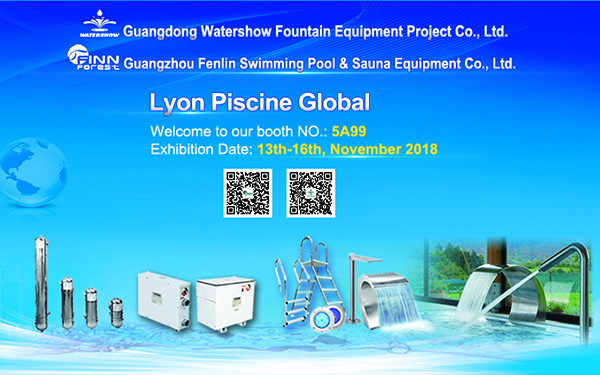 WATERSHOW
Guangdong Watershow Fountain Equipment Project Co., Ltd.
FINN
Forest
Guangzhou Fenlin Swimming Pool & Sauna Equipment Co., Ltd.
Lyon Piscine Global
Welcome to our booth NO.: 5A99
Exhibition Date: 13th-16th, November 2018